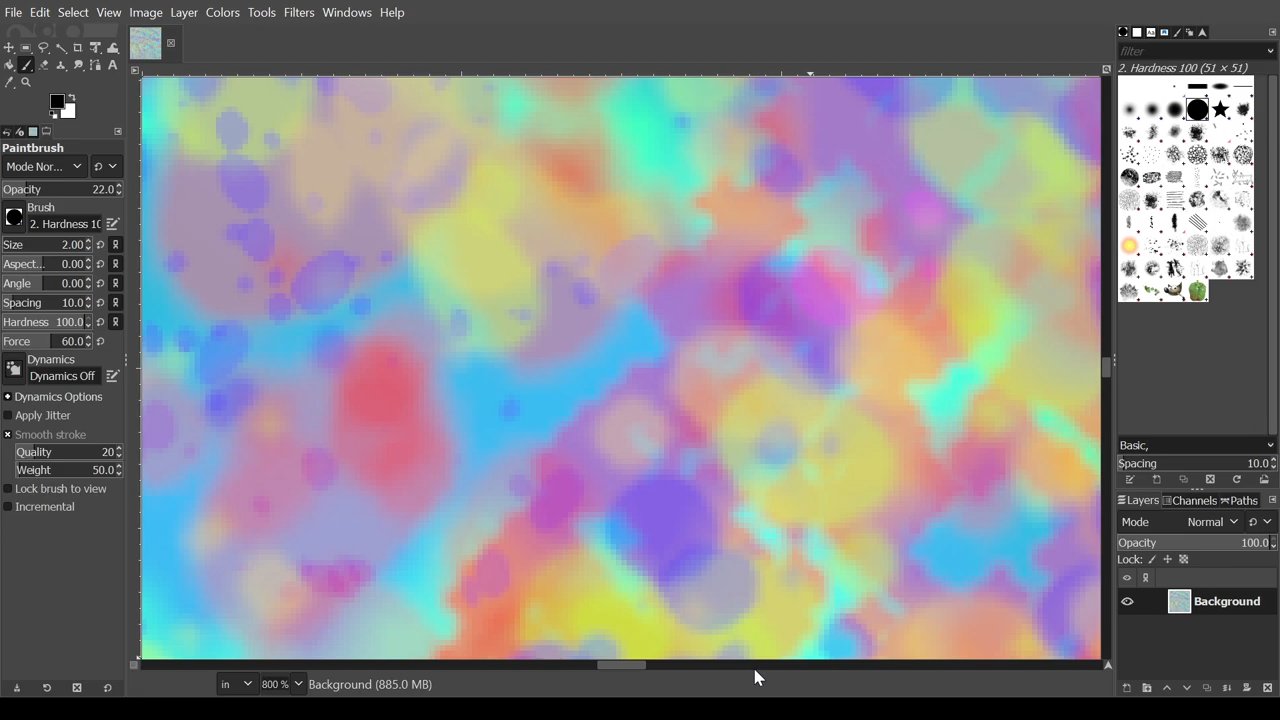 File Edit Select View Image Layer Colors Tools Filters Windows Help
filter
2. Hardness 100 (51 × 51)
Paintbrush
Mode Nor...
Opacity 22.0
Brush
2. Hardness 10
Size 2.00
Aspect... 0.00
Angle 0.00
Spacing 10.0
Hardness 100.0
Force 60.0
Dynamics
Dynamics Off
Dynamics Options
Apply Jitter
Smooth stroke
Quality 20
Weight 50.0
Lock brush to view
Incremental
Basic,
Spacing 10.0
Layers Channels Paths
Mode Normal
Opacity 100.0
Lock:
Background
in 800 % Background (885.0 MB)